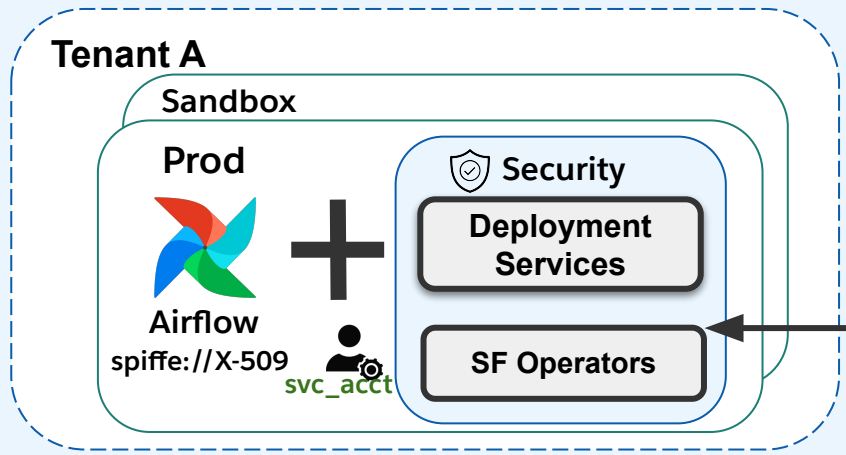 Tenant A
Sandbox
Prod
Security
Deployment
Services
Airflow
spiffe://X-509
svc_acct
SF Operators